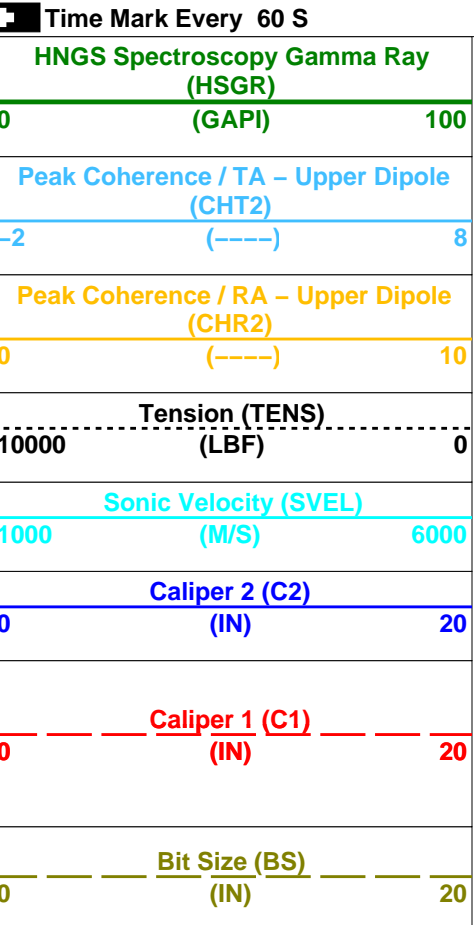 Time Mark Every 60 S
HNGS Spectroscopy Gamma Ray
(HSGR)
0 (GAPI) 100
Peak Coherence / TA – Upper Dipole
(CHT2)
–2 (––––) 8
Peak Coherence / RA – Upper Dipole
(CHR2)
0 (––––) 10
Tension (TENS)
10000 (LBF) 0
Sonic Velocity (SVEL)
1000 (M/S) 6000
Caliper 2 (C2)
0 (IN) 20
Caliper 1 (C1)
0 (IN) 20
Bit Size (BS)
0 (IN) 20